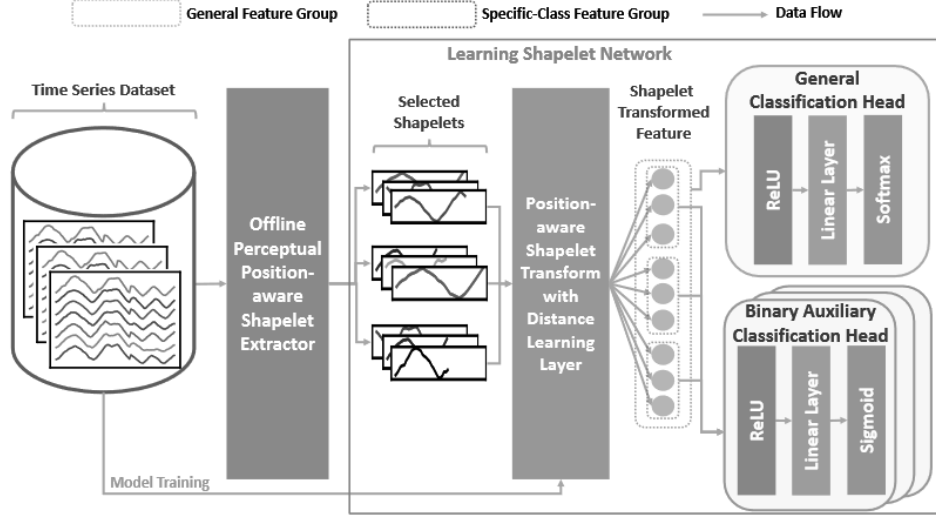 General Feature Group
Specific-Class Feature Group
Data Flow
Learning Shapelet Network
Time Series Dataset
Offline
Perceptual
Position-
aware
Shapelet
Extractor
Selected
Shapelets
Position-
aware
Shapelet
Transform
with
Distance
Learning
Layer
Shapelet
Transformed
Feature
General
Classification Head
ReLU
Linear Layer
Softmax
Binary Auxiliary
Classification Head
ReLU
Linear Layer
Sigmoid
Model Training